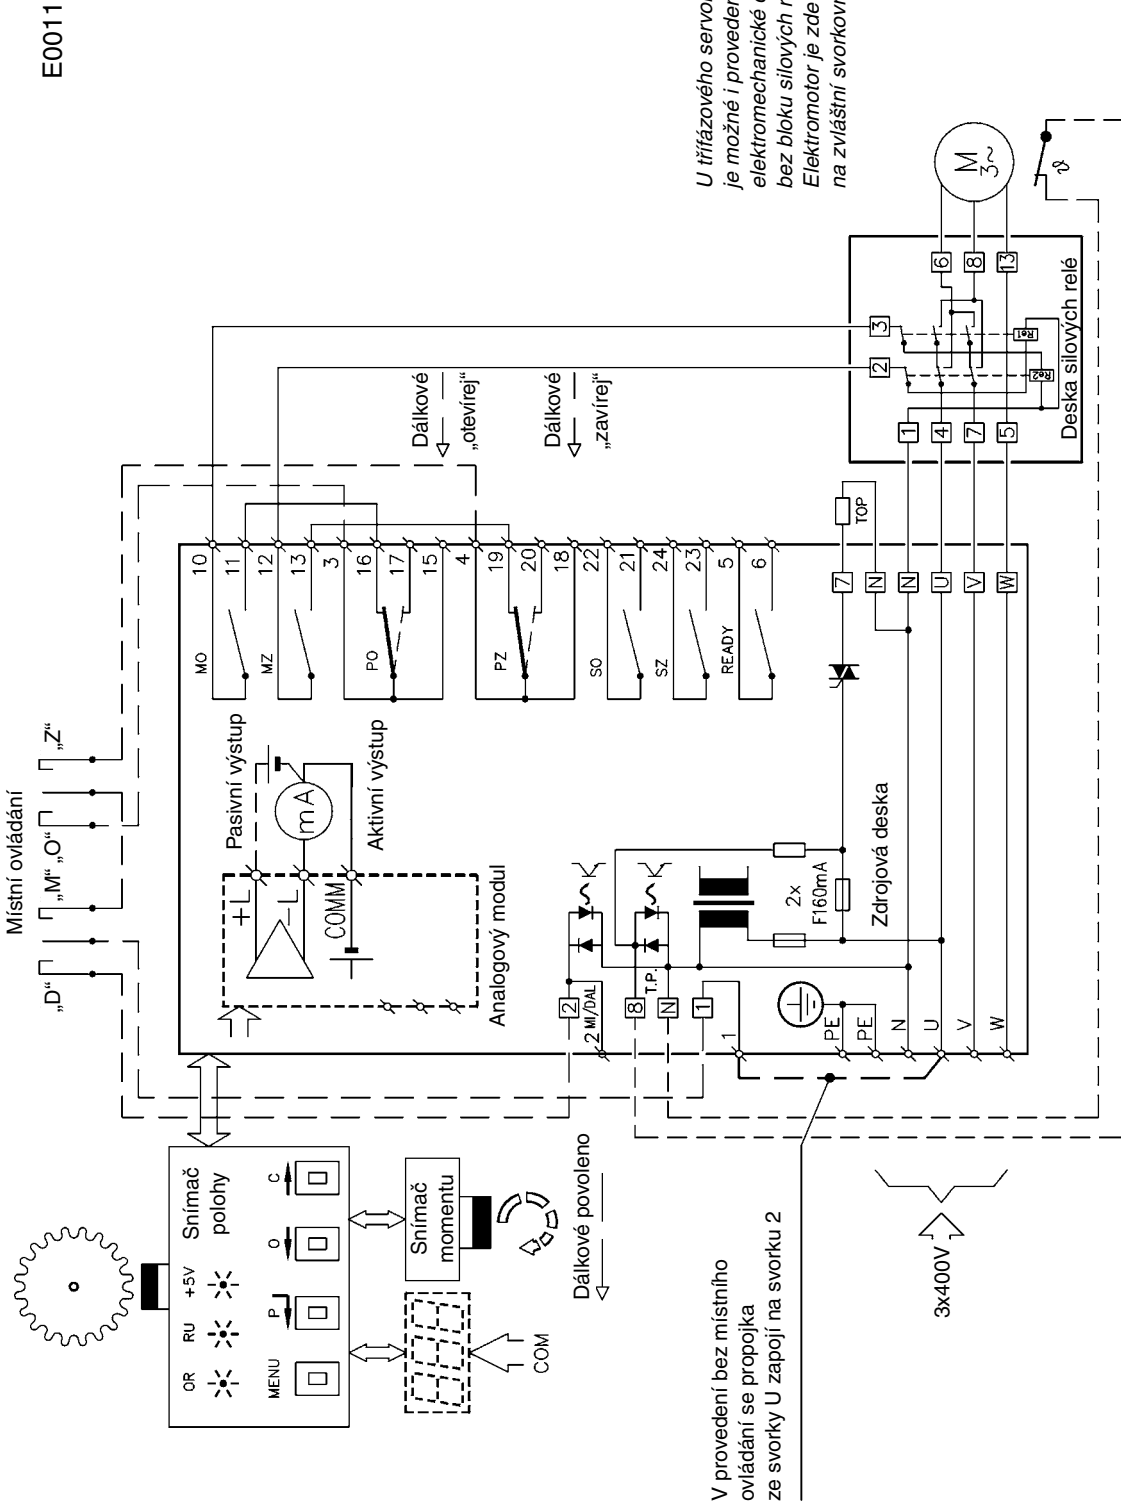 E0011
U třífázového servo
je možné i proveden
elektromechanické
bez bloku silových
Elektromotor je zde
na zvláštní svorkov
Místní ovládání
„D“ „M“ „O“ „Z“
Dálkové
„otevírej“
Dálkové
„zavírej“
M
3~
ϑ
6
8
13
3
2
Re1
Re2
1
4
7
5
Deska silových relé
10
11
12
13
3
16
17
15
4
19
20
18
22
21
24
23
5
6
MO
MZ
PO
PZ
SO
SZ
READY
TOP
7
N
N
U
V
W
Pasivní výstup
mA
Aktivní výstup
+L
–L
COMM
Analogový modul
2x
F160mA
Zdrojová deska
2
2 MI/DAL
8
T.P.
N
1
1
PE
PE
N
U
V
W
Snímač
polohy
+5V
RU
OR
MENU
P
O
C
Snímač
momentu
COM
Dálkové povoleno
V provedení bez místního
ovládání se propojka
ze svorky U zapojí na svorku 2
3x400V